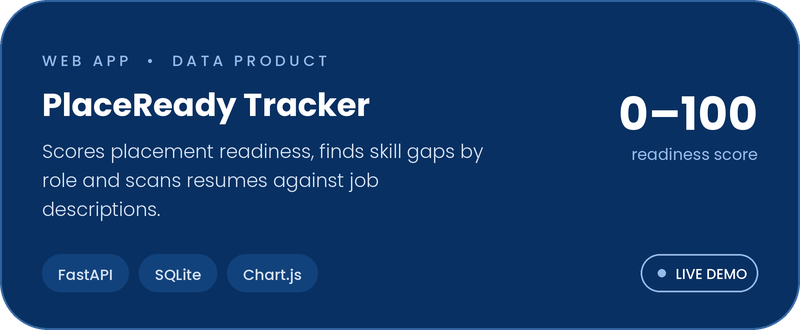 WEB APP • DATA PRODUCT
PlaceReady Tracker
Scores placement readiness, finds skill gaps by
role and scans resumes against job
descriptions.
0–100
readiness score
FastAPI
SQLite
Chart.js
LIVE DEMO